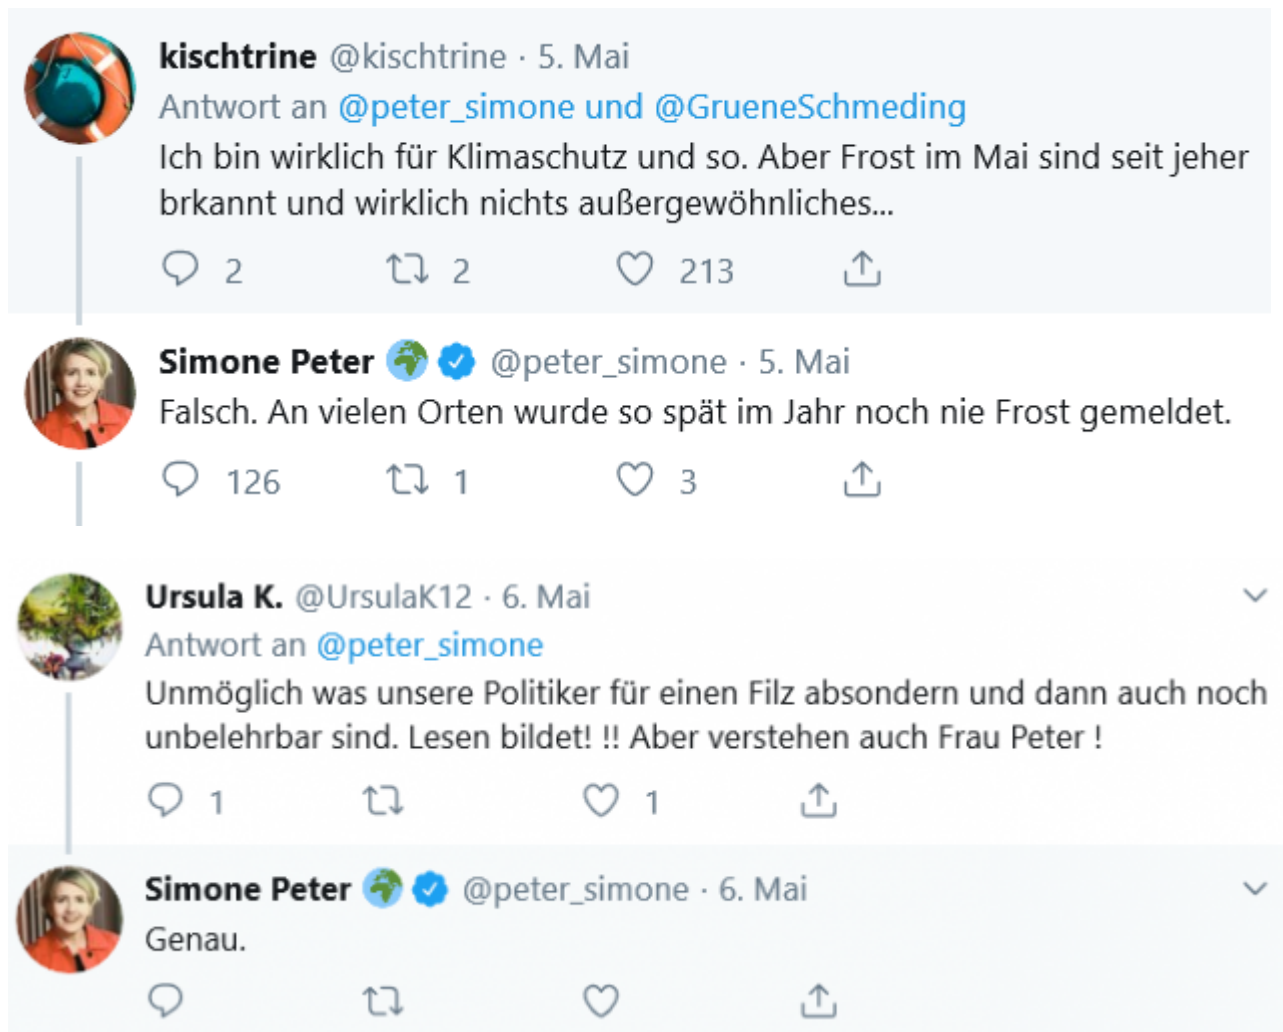 kischtrine @kischtrine · 5. Mai
Antwort an @peter_simone und @GrueneSchmeding
Ich bin wirklich für Klimaschutz und so. Aber Frost im Mai sind seit jeher
brkannt und wirklich nichts außergewöhnliches...
2 2 213
Simone Peter @peter_simone · 5. Mai
Falsch. An vielen Orten wurde so spät im Jahr noch nie Frost gemeldet.
126 1 3
Ursula K. @UrsulaK12 · 6. Mai
Antwort an @peter_simone
Unmöglich was unsere Politiker für einen Filz absondern und dann auch noch
unbelehrbar sind. Lesen bildet! !! Aber verstehen auch Frau Peter !
1 1
Simone Peter @peter_simone · 6. Mai
Genau.